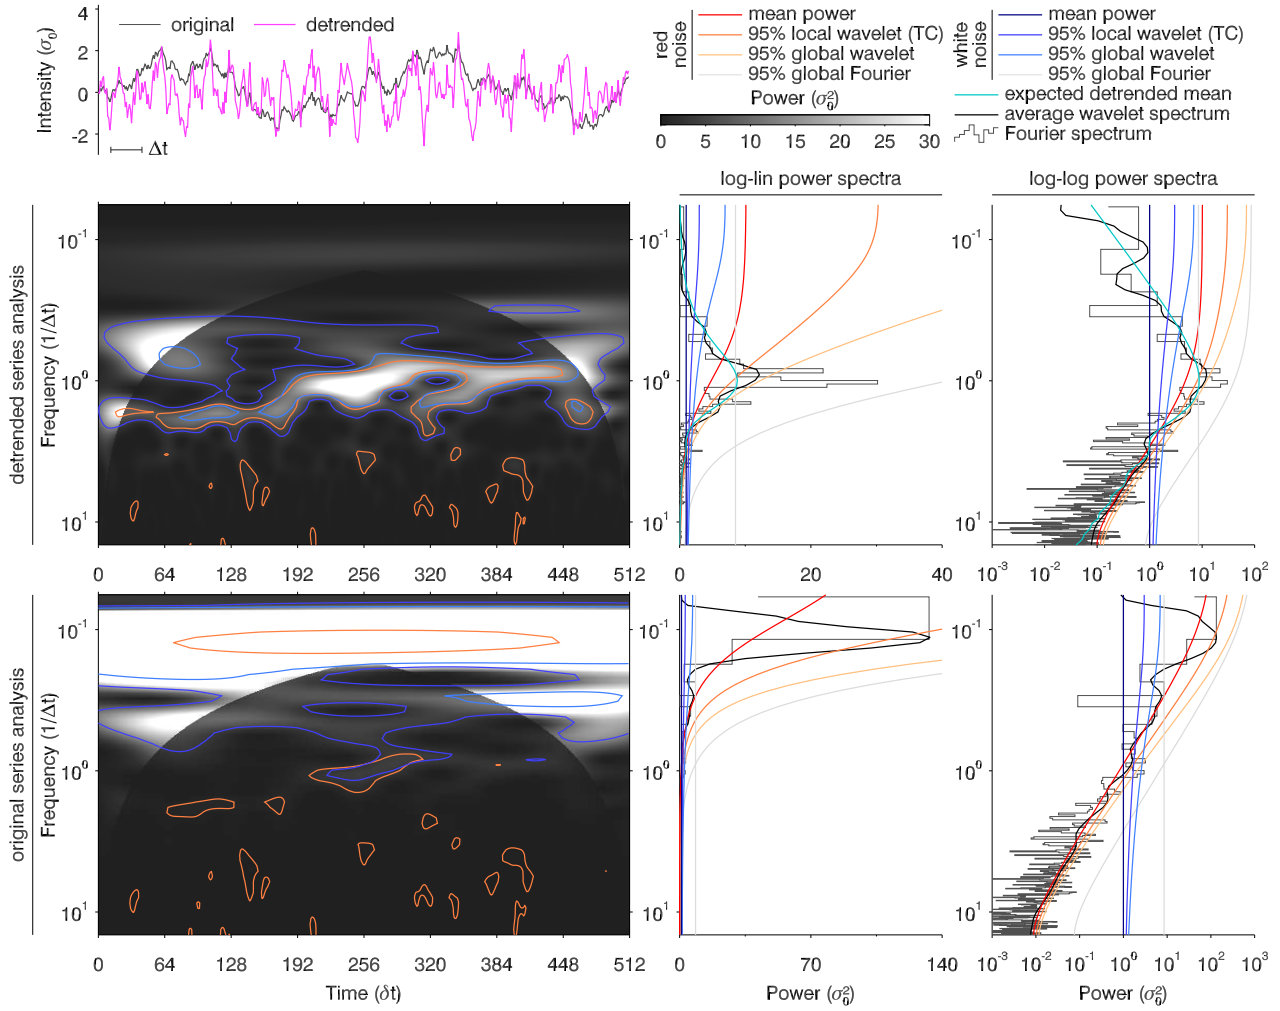 4
2
0
-2
Intensity (σ0)
original
detrended
Δt
red
noise
mean power
95% local wavelet (TC)
95% global wavelet
95% global Fourier
Power (σ²0)
0 5 10 15 20 25 30
white
noise
mean power
95% local wavelet (TC)
95% global wavelet
95% global Fourier
expected detrended mean
average wavelet spectrum
Fourier spectrum
log-lin power spectra
log-log power spectra
detrended series analysis
Frequency (1/Δt)
10-1
100
101
10-1
100
101
10-1
100
101
0 64 128 192 256 320 384 448 512
0 20 40
10-3 10-2 10-1 100 101 102
original series analysis
Frequency (1/Δt)
10-1
100
101
10-1
100
101
10-1
100
101
0 64 128 192 256 320 384 448 512
0 70 140
10-3 10-2 10-1 100 101 102 103
Time (δt)
Power (σ²0)
Power (σ²0)